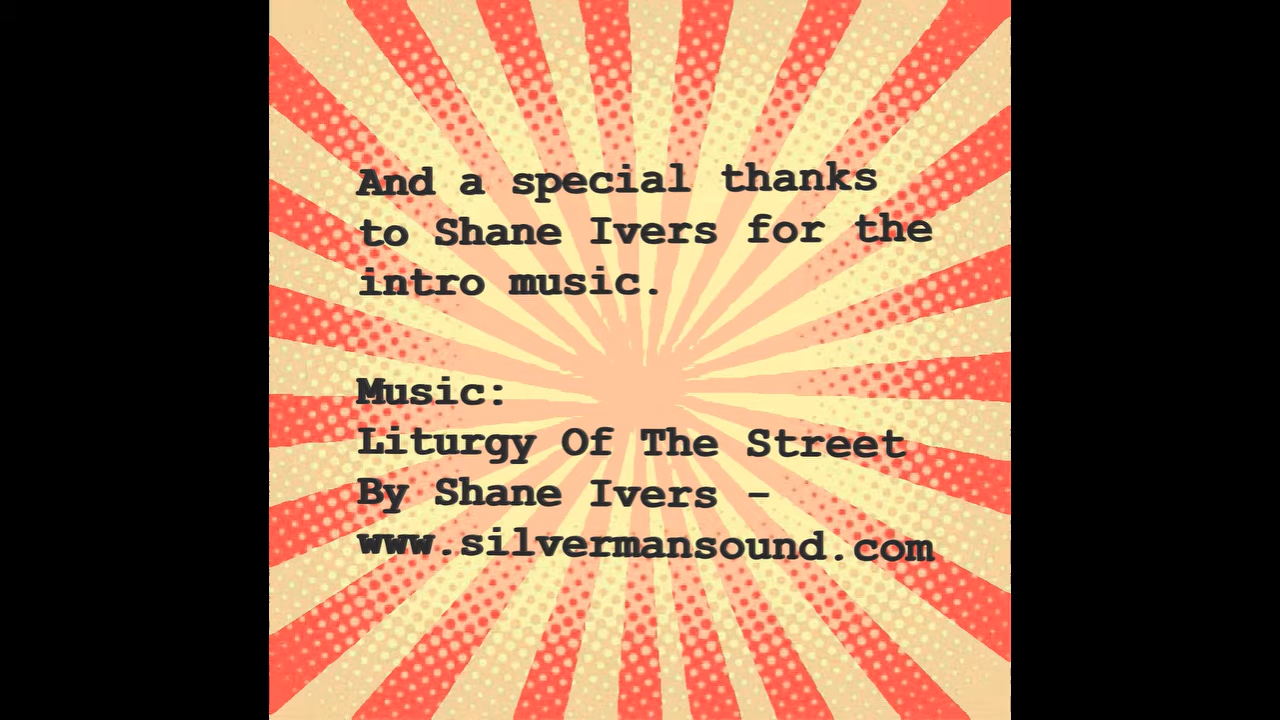 And a special thanks
to Shane Ivers for the
intro music.
Music:
Liturgy Of The Street
By Shane Ivers -
www.silvermansound.com